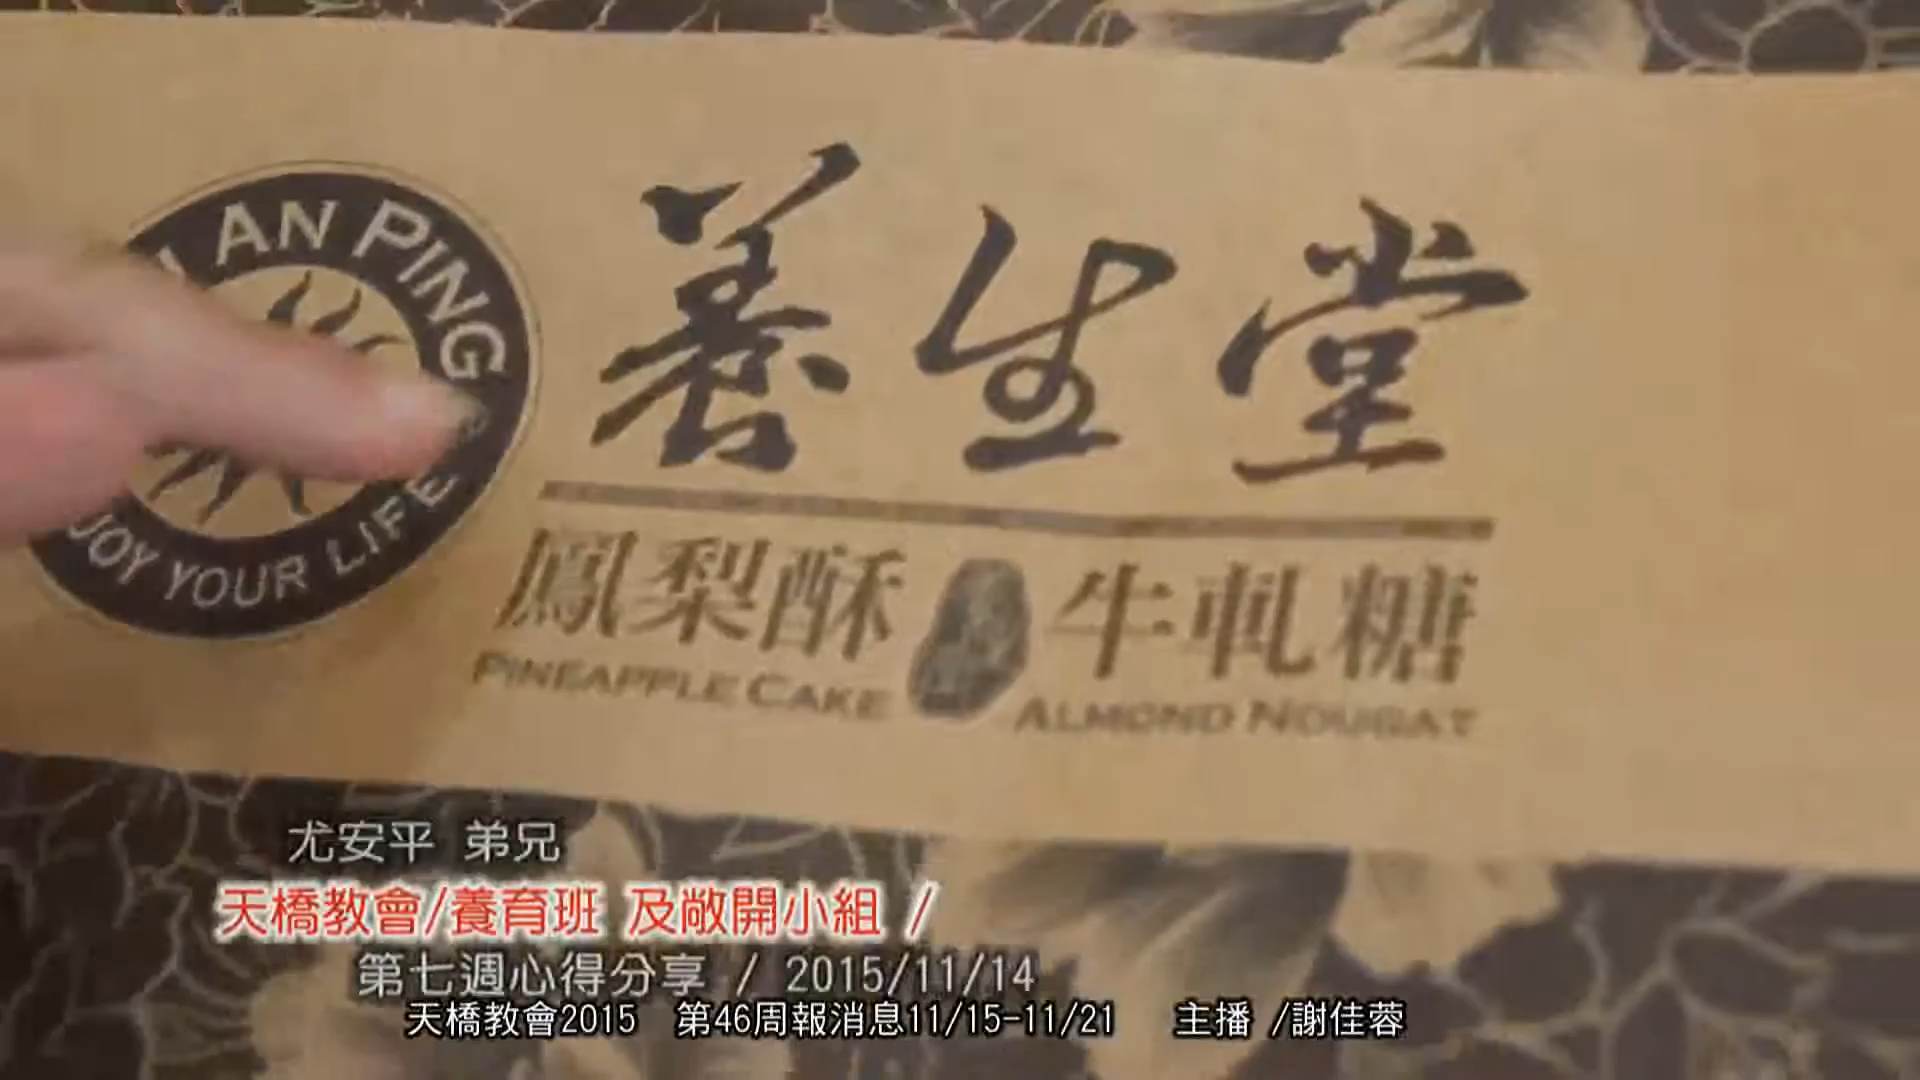 AN PING
JOY YOUR LIFE
養生堂
鳳梨酥 牛軋糖
PINEAPPLE CAKE ALMOND NOUGAT
尤安平 弟兄
天橋教會/養育班 及敞開小組 /
第七週心得分享 / 2015/11/14
天橋教會2015 第46周報消息11/15-11/21 主播 /謝佳蓉